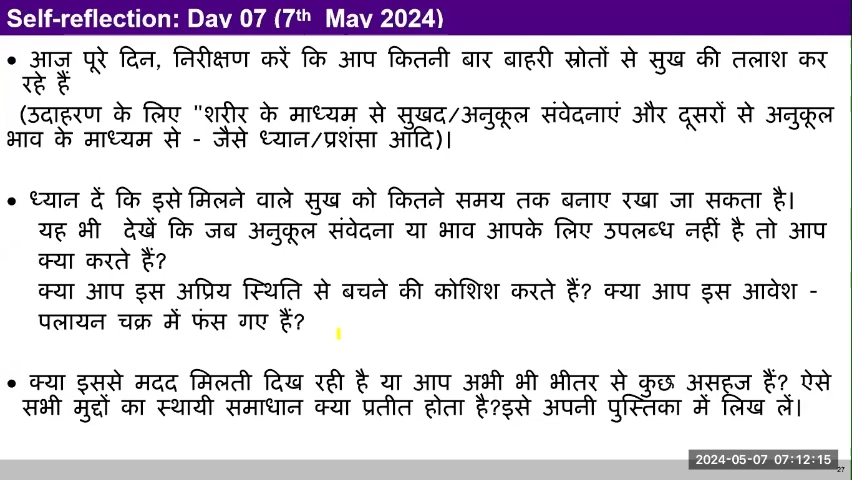 Self-reflection: Day 07 (7th May 2024)
• आज पूरे दिन, निरीक्षण करें कि आप कितनी बार बाहरी स्रोतों से सुख की तलाश कर
रहे हैं
(उदाहरण के लिए "शरीर के माध्यम से सुखद/अनुकूल संवेदनाएं और दूसरों से अनुकूल
भाव के माध्यम से - जैसे ध्यान/प्रशंसा आदि)।
• ध्यान दें कि इसे मिलने वाले सुख को कितने समय तक बनाए रखा जा सकता है।
यह भी देखें कि जब अनुकूल संवेदना या भाव आपके लिए उपलब्ध नहीं है तो आप
क्या करते हैं?
क्या आप इस अप्रिय स्थिति से बचने की कोशिश करते हैं? क्या आप इस आवेश -
पलायन चक्र में फंस गए हैं?
• क्या इससे मदद मिलती दिख रही है या आप अभी भी भीतर से कुछ असहज हैं? ऐसे
सभी मुद्दों का स्थायी समाधान क्या प्रतीत होता है?इसे अपनी पुस्तिका में लिख लें।
2024-05-07 07:12:15
27